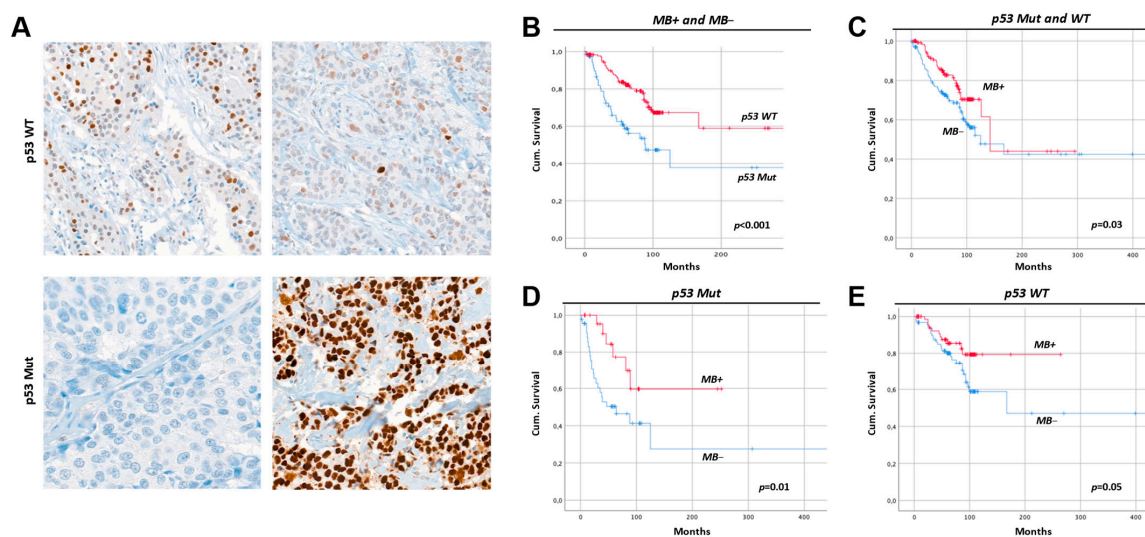 A
p53 WT
p53 Mut
B
MB+ and MB–
Cum. Survival
1,0
0,8
0,6
0,4
0,2
0,0
p53 WT
p53 Mut
p<0.001
0
100
200
Months
C
p53 Mut and WT
Cum. Survival
1,0
0,8
0,6
0,4
0,2
0,0
MB+
MB–
p=0.03
0
100
200
300
400
Months
D
p53 Mut
Cum. Survival
1,0
0,8
0,6
0,4
0,2
0,0
MB+
MB–
p=0.01
0
100
200
300
400
Months
E
p53 WT
Cum. Survival
1,0
0,8
0,6
0,4
0,2
0,0
MB+
MB–
p=0.05
0
100
200
300
400
Months